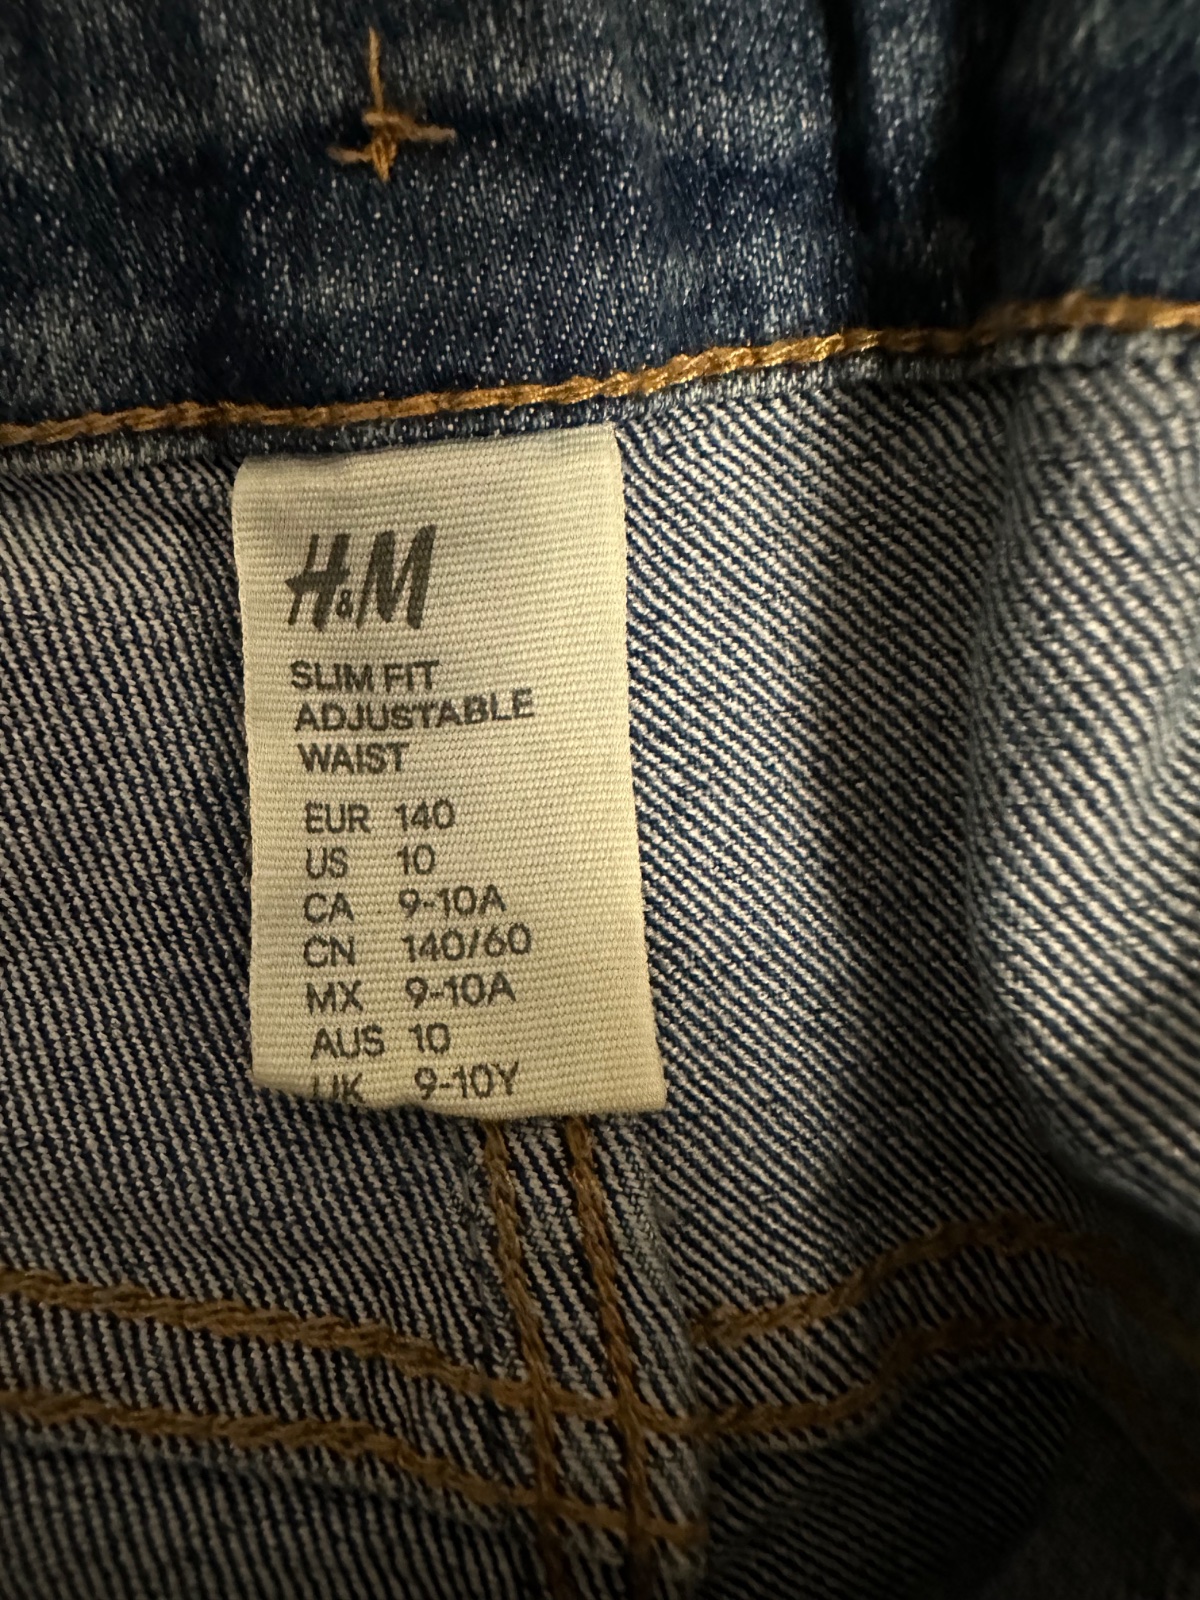 H&M
SLIM FIT
ADJUSTABLE
WAIST
EUR 140
US 10
CA 9-10A
CN 140/60
MX 9-10A
AUS 10
UK 9-10Y